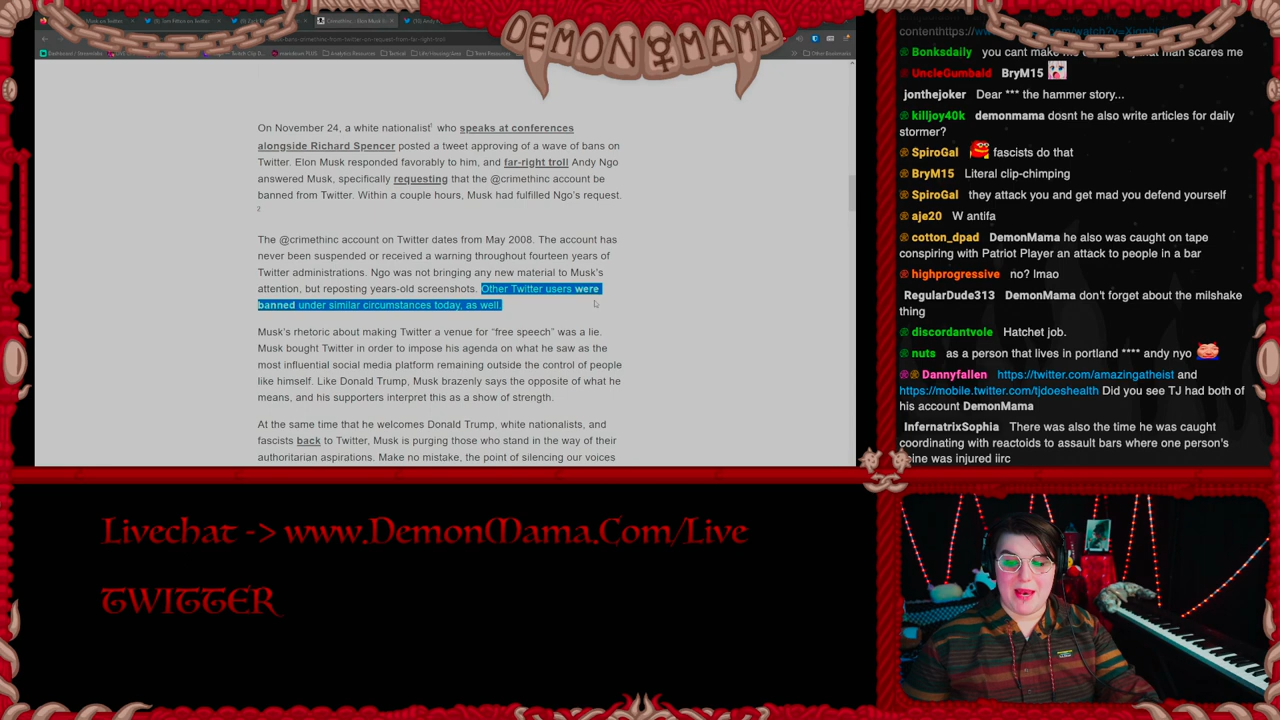 DEMONMAMA
On November 24, a white nationalist¹ who speaks at conferences
alongside Richard Spencer posted a tweet approving of a wave of bans on
Twitter. Elon Musk responded favorably to him, and far-right troll Andy Ngo
answered Musk, specifically requesting that the @crimethinc account be
banned from Twitter. Within a couple hours, Musk had fulfilled Ngo's request.
2
The @crimethinc account on Twitter dates from May 2008. The account has
never been suspended or received a warning throughout fourteen years of
Twitter administrations. Ngo was not bringing any new material to Musk's
attention, but reposting years-old screenshots. Other Twitter users were
banned under similar circumstances today, as well.
Musk's rhetoric about making Twitter a venue for "free speech" was a lie.
Musk bought Twitter in order to impose his agenda on what he saw as the
most influential social media platform remaining outside the control of people
like himself. Like Donald Trump, Musk brazenly says the opposite of what he
means, and his supporters interpret this as a show of strength.
At the same time that he welcomes Donald Trump, white nationalists, and
fascists back to Twitter, Musk is purging those who stand in the way of their
authoritarian aspirations. Make no mistake, the point of silencing our voices
Bonksdaily you cant make me
that man scares me
UncleGumbald BryM15
jonthejoker Dear *** the hammer story...
killjoy40k demonmama dosnt he also write articles for daily
stormer?
SpiroGal fascists do that
BryM15 Literal clip-chimping
SpiroGal they attack you and get mad you defend yourself
aje20 W antifa
cotton_dpad DemonMama he also was caught on tape
conspiring with Patriot Player an attack to people in a bar
highprogressive no? lmao
RegularDude313 DemonMama don't forget about the milshake
thing
discordantvole Hatchet job.
nuts as a person that lives in portland **** andy nyo
Dannyfallen https://twitter.com/amazingatheist and
https://mobile.twitter.com/tjdoeshealth Did you see TJ had both of
his account DemonMama
InfernatrixSophia There was also the time he was caught
coordinating with reactoids to assault bars where one person's
was injured iirc
Livechat -> www.DemonMama.Com/Live
TWITTER